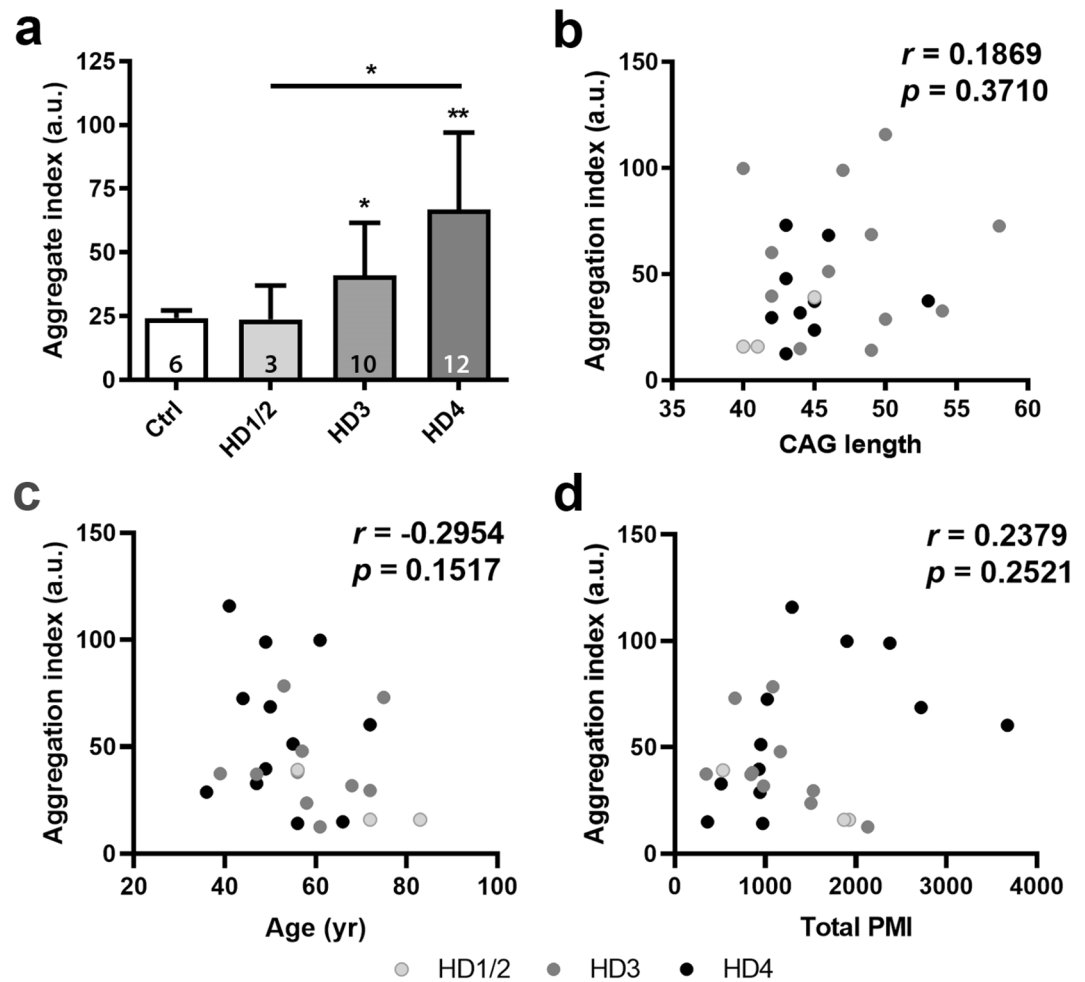 a
Aggregate index (a.u.)
125
100
75
50
25
0
*
*
**
6
3
10
12
Ctrl
HD1/2
HD3
HD4
b
Aggregation index (a.u.)
150
100
50
0
r = 0.1869
p = 0.3710
35 40 45 50 55 60
CAG length
c
Aggregation index (a.u.)
150
100
50
0
r = -0.2954
p = 0.1517
20 40 60 80 100
Age (yr)
d
Aggregation index (a.u.)
150
100
50
0
r = 0.2379
p = 0.2521
0 1000 2000 3000 4000
Total PMI
HD1/2 HD3 HD4